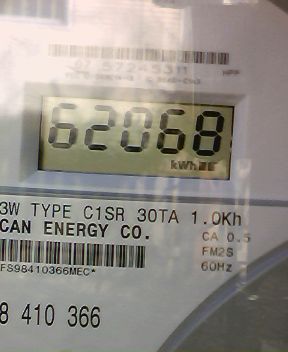 62068
kWh
3W TYPE C1SR 30TA 1.0Kh
CAN ENERGY CO.
CA 0.5
FM2S
60Hz
FS98410366MEC*
8 410 366